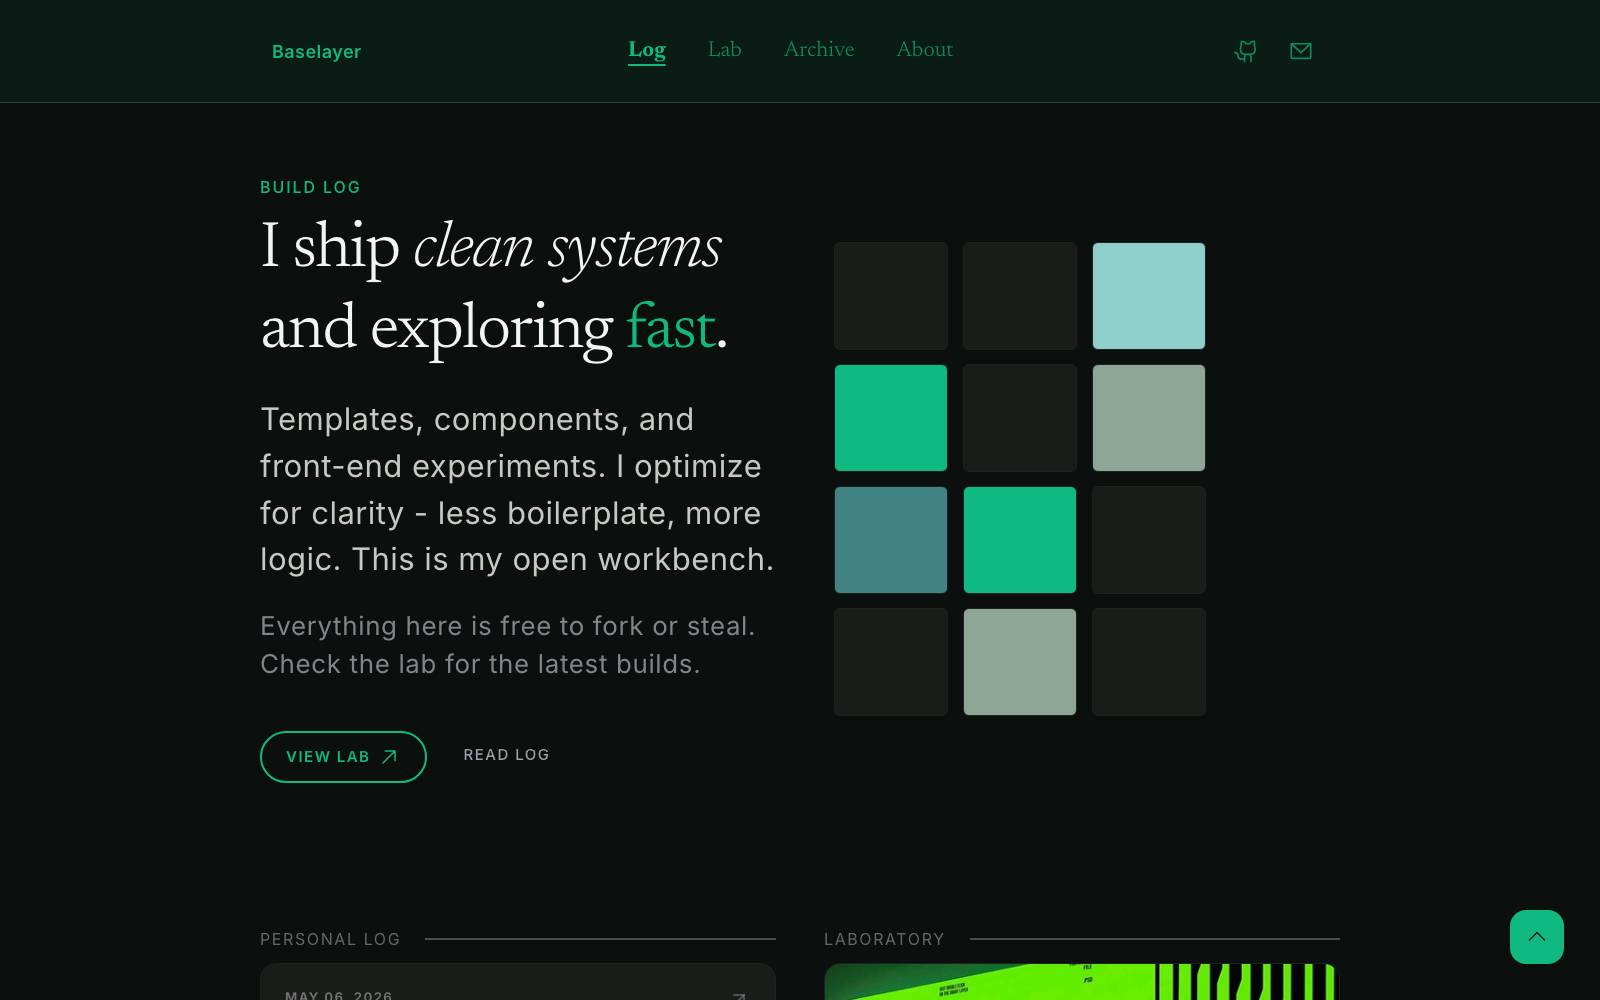 Baselayer
Log
Lab
Archive
About
BUILD LOG
I ship clean systems
and exploring fast.
Templates, components, and
front-end experiments. I optimize
for clarity - less boilerplate, more
logic. This is my open workbench.
Everything here is free to fork or steal.
Check the lab for the latest builds.
VIEW LAB
READ LOG
PERSONAL LOG
LABORATORY
MAY 06, 2026